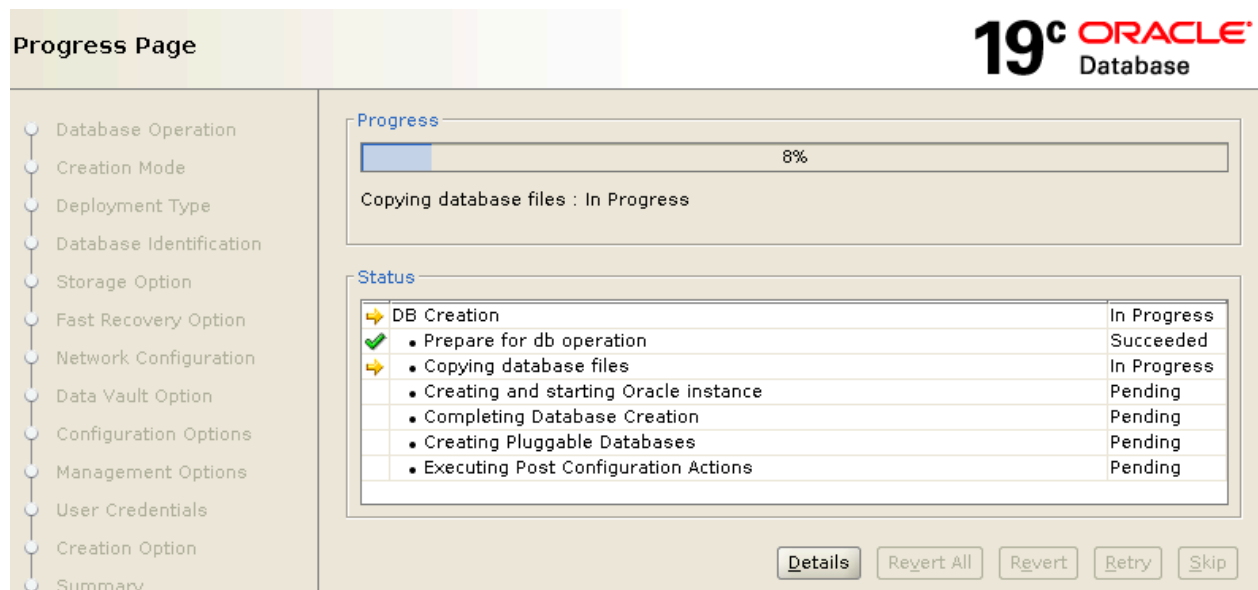 Progress Page
19c ORACLE
Database
Database Operation
Creation Mode
Deployment Type
Database Identification
Storage Option
Fast Recovery Option
Network Configuration
Data Vault Option
Configuration Options
Management Options
User Credentials
Creation Option
Summary
Progress
8%
Copying database files : In Progress
Status
DB Creation In Progress
• Prepare for db operation Succeeded
• Copying database files In Progress
• Creating and starting Oracle instance Pending
• Completing Database Creation Pending
• Creating Pluggable Databases Pending
• Executing Post Configuration Actions Pending
Details Revert All Revert Retry Skip